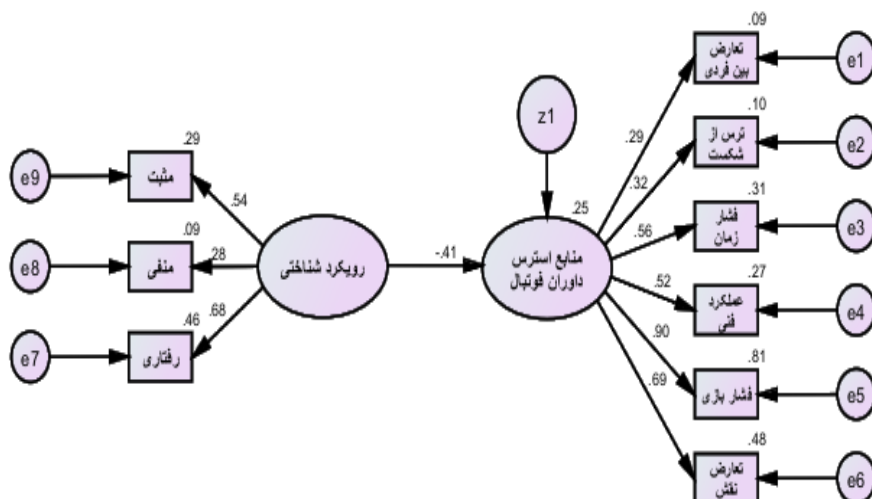 .09
تعارض
بین فردی
e1
.29
.10
ترس از
شکست
e2
.32
.31
فشار
زمان
e3
.56
.27
عملکرد
فنی
e4
.52
.81
فشار بازی
e5
.90
.48
تعارض
نقش
e6
.69
z1
.25
منابع استرس
داوران فوتبال
-.41
رویکرد شناختی
.29
مثبت
e9
.54
.09
منفی
e8
.28
.46
رفتاری
e7
.68